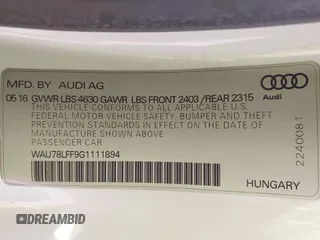 MFD. BY AUDI AG
05 16 GVWR LBS 4630 GAWR LBS FRONT 2403 /REAR 2315
THIS VEHICLE CONFORMS TO ALL APPLICABLE U.S.
FEDERAL MOTOR VEHICLE SAFETY, BUMPER AND THEFT
PREVENTION STANDARDS IN EFFECT ON THE DATE OF
MANUFACTURE SHOWN ABOVE
PASSENGER CAR
WAU78LFF9G1111894
HUNGARY
Audi
2240081
DREAMBID